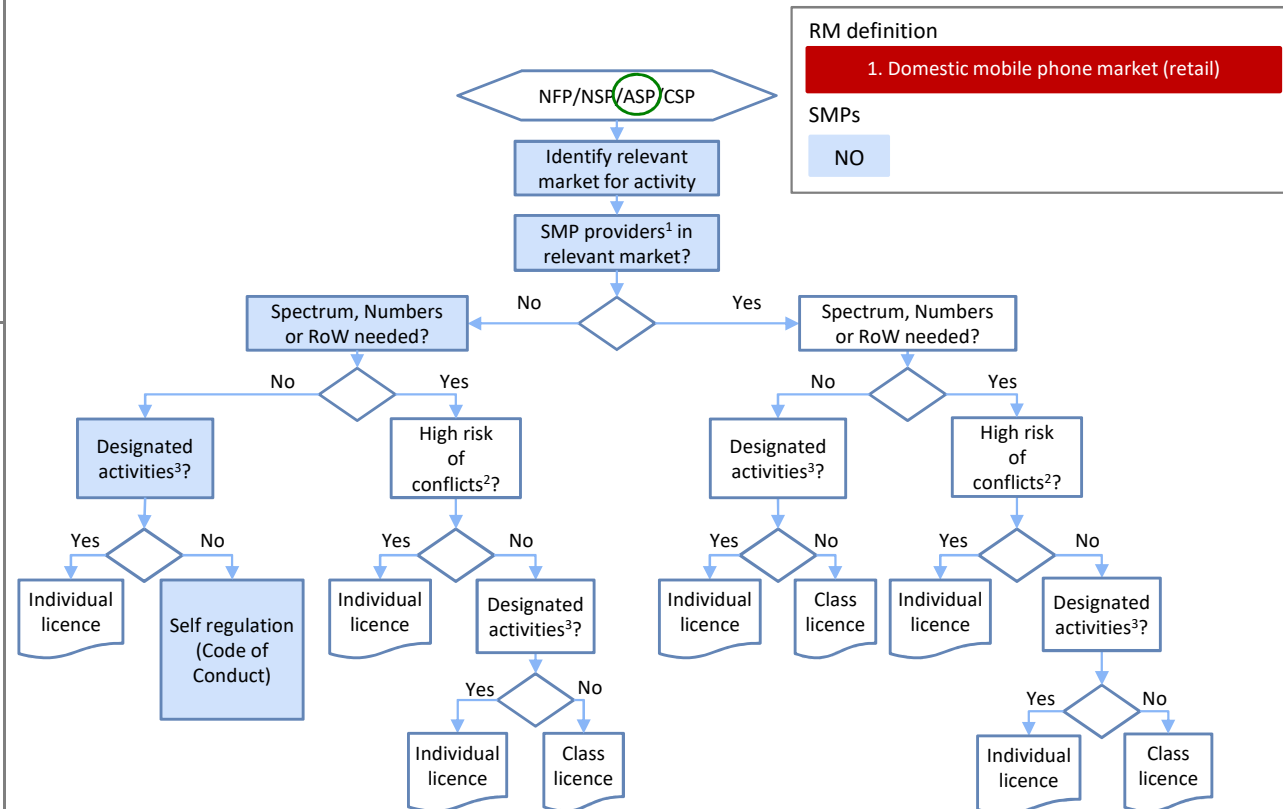 RM definition
1. Domestic mobile phone market (retail)
SMPs
NO
NFP/NSP/ASP/CSP
Identify relevant
market for activity
SMP providers¹ in
relevant market?
No
Yes
Spectrum, Numbers
or RoW needed?
Spectrum, Numbers
or RoW needed?
No
Yes
No
Yes
Designated
activities³?
High risk
of
conflicts²?
Designated
activities³?
High risk
of
conflicts²?
Yes
No
Yes
No
Yes
No
Yes
No
Individual
licence
Self regulation
(Code of
Conduct)
Individual
licence
Designated
activities³?
Individual
licence
Class
licence
Individual
licence
Designated
activities³?
Yes
No
Yes
No
Individual
licence
Class
licence
Individual
licence
Class
licence